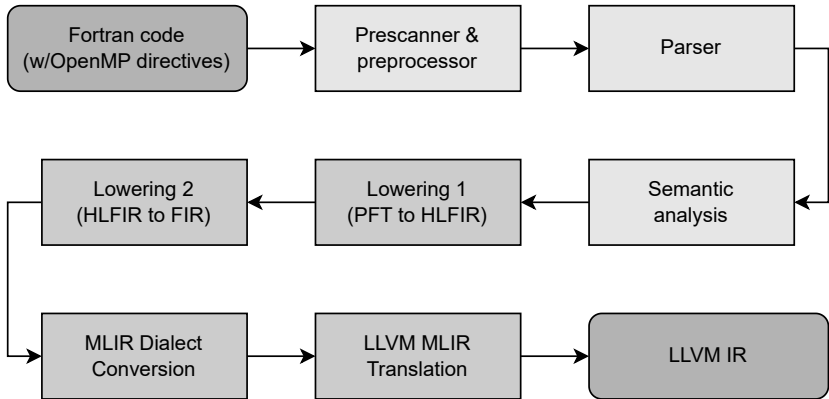 Fortran code
(w/OpenMP directives)
Prescanner &
preprocessor
Parser
Lowering 2
(HLFIR to FIR)
Lowering 1
(PFT to HLFIR)
Semantic
analysis
MLIR Dialect
Conversion
LLVM MLIR
Translation
LLVM IR